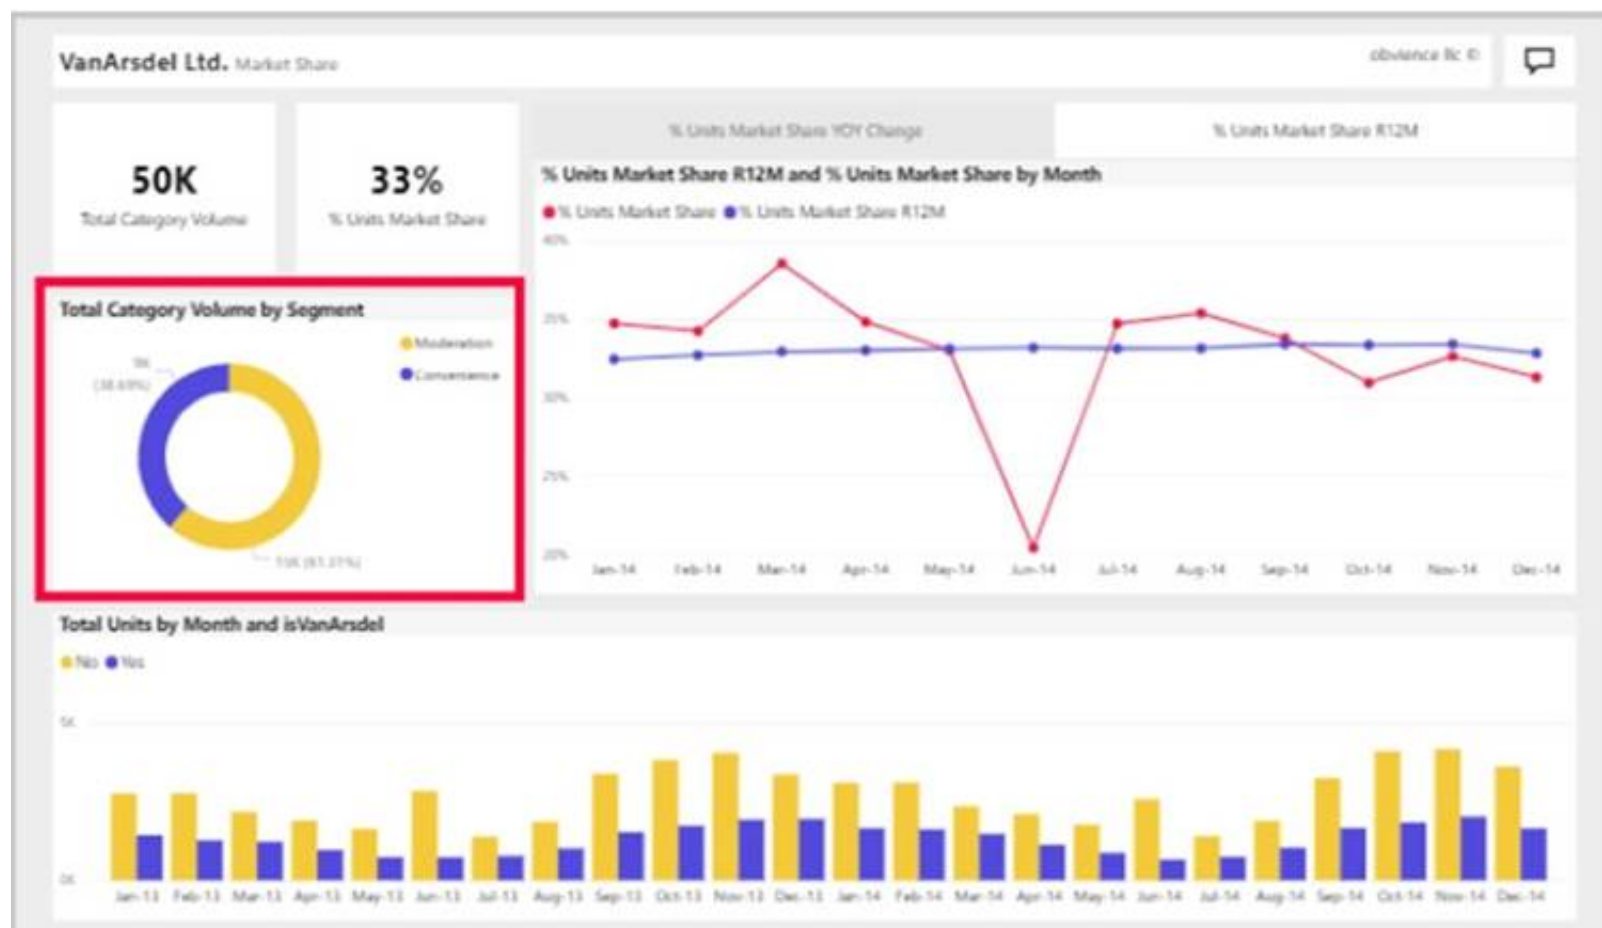 VanArsdel Ltd. Market Share
obvience llc ©
50K
Total Category Volume
33%
% Units Market Share
% Units Market Share YOY Change
% Units Market Share R12M
% Units Market Share R12M and % Units Market Share by Month
% Units Market Share % Units Market Share R12M
40%
35%
30%
25%
20%
Jan-14 Feb-14 Mar-14 Apr-14 May-14 Jun-14 Jul-14 Aug-14 Sep-14 Oct-14 Nov-14 Dec-14
Total Category Volume by Segment
Moderation
Convenience
(38.69%)
(61.31%)
Total Units by Month and isVanArsdel
No Yes
5K
0K
Jan-13 Feb-13 Mar-13 Apr-13 May-13 Jun-13 Jul-13 Aug-13 Sep-13 Oct-13 Nov-13 Dec-13 Jan-14 Feb-14 Mar-14 Apr-14 May-14 Jun-14 Jul-14 Aug-14 Sep-14 Oct-14 Nov-14 Dec-14